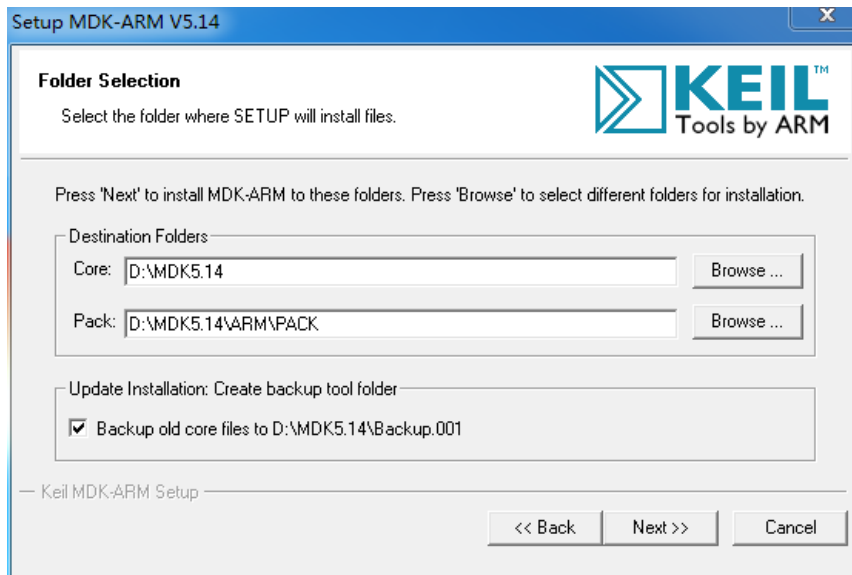 Setup MDK-ARM V5.14
Folder Selection
Select the folder where SETUP will install files.
KEIL™
Tools by ARM
Press 'Next' to install MDK-ARM to these folders. Press 'Browse' to select different folders for installation.
Destination Folders
Core: D:\MDK5.14 Browse ...
Pack: D:\MDK5.14\ARM\PACK Browse ...
Update Installation: Create backup tool folder
Backup old core files to D:\MDK5.14\Backup.001
Keil MDK-ARM Setup
<< Back Next >> Cancel